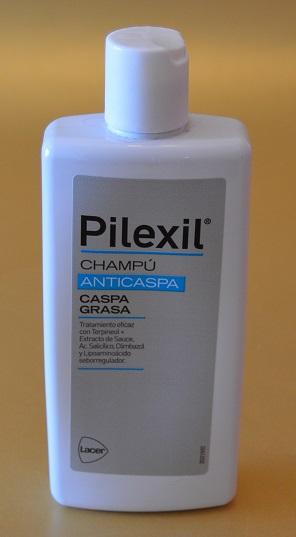 Pilexil®
CHAMPÚ
ANTICASPA
CASPA
GRASA
Tratamiento eficaz
con Terpineol +
Extracto de Sauce,
Ac. Salicílico, Climbazol
y Lipoaminoácido
seborregulador.
Lacer